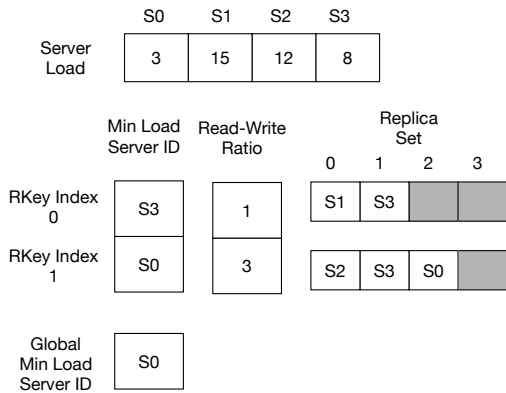 S0 S1 S2 S3
Server
Load
3 15 12 8
Min Load
Server ID
Read-Write
Ratio
Replica
Set
0 1 2 3
RKey Index
0
S3
1
S1 S3
RKey Index
1
S0
3
S2 S3 S0
Global
Min Load
Server ID
S0